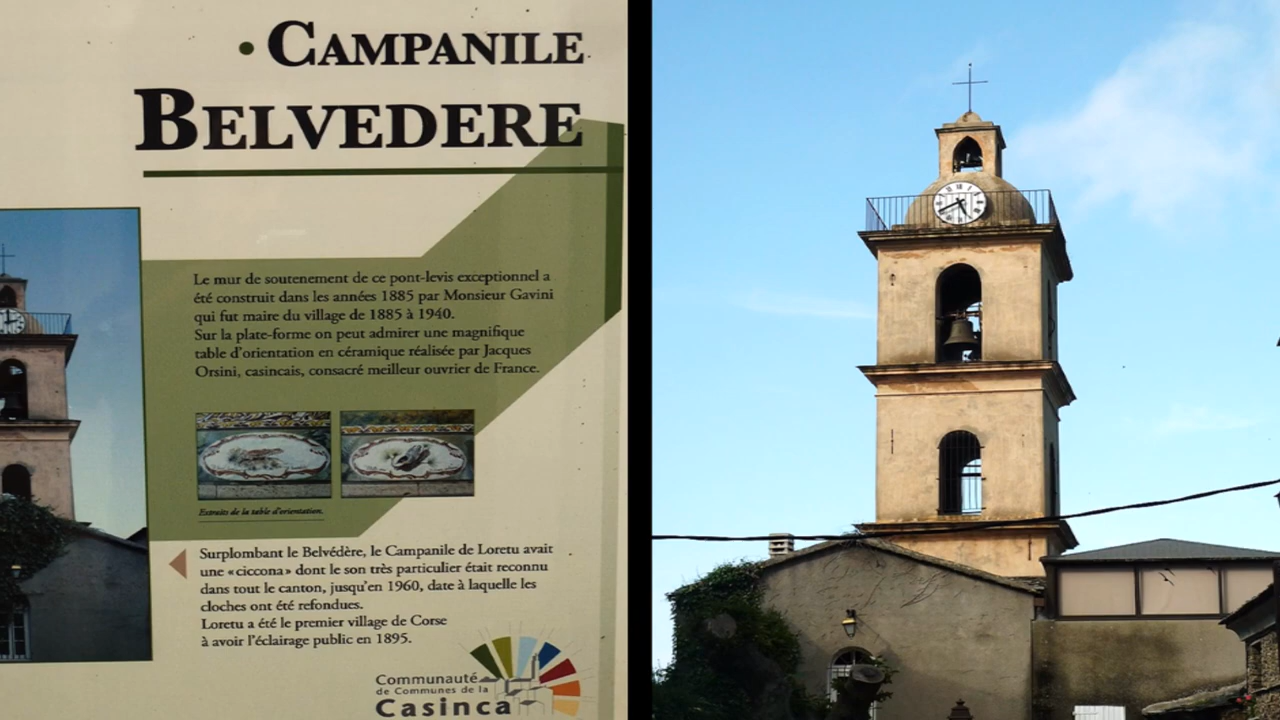 • CAMPANILE
BELVEDERE
Le mur de soutenement de ce pont-levis exceptionnel a
été construit dans les années 1885 par Monsieur Gavini
qui fut maire du village de 1885 à 1940.
Sur la plate-forme on peut admirer une magnifique
table d'orientation en céramique réalisée par Jacques
Orsini, casincais, consacré meilleur ouvrier de France.
Extraits de la table d'orientation.
Surplombant le Belvédère, le Campanile de Loretu avait
une «ciccona» dont le son très particulier était reconnu
dans tout le canton, jusqu'en 1960, date à laquelle les
cloches ont été refondues.
Loretu a été le premier village de Corse
à avoir l'éclairage public en 1895.
Communauté
de Communes de la
Casinca